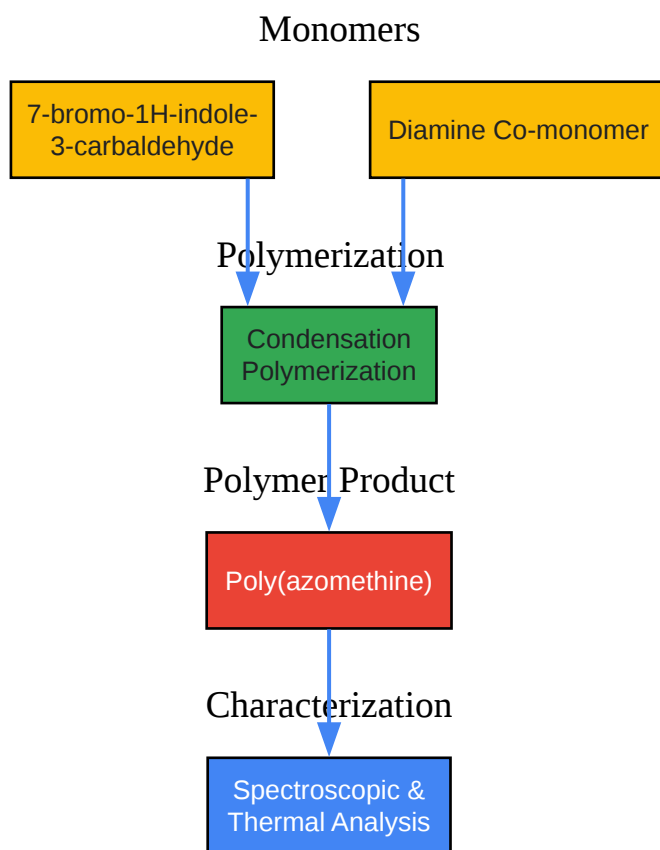 Monomers
7-bromo-1H-indole-
3-carbaldehyde
Diamine Co-monomer
Polymerization
Condensation
Polymerization
Polymer Product
Poly(azomethine)
Characterization
Spectroscopic &
Thermal Analysis